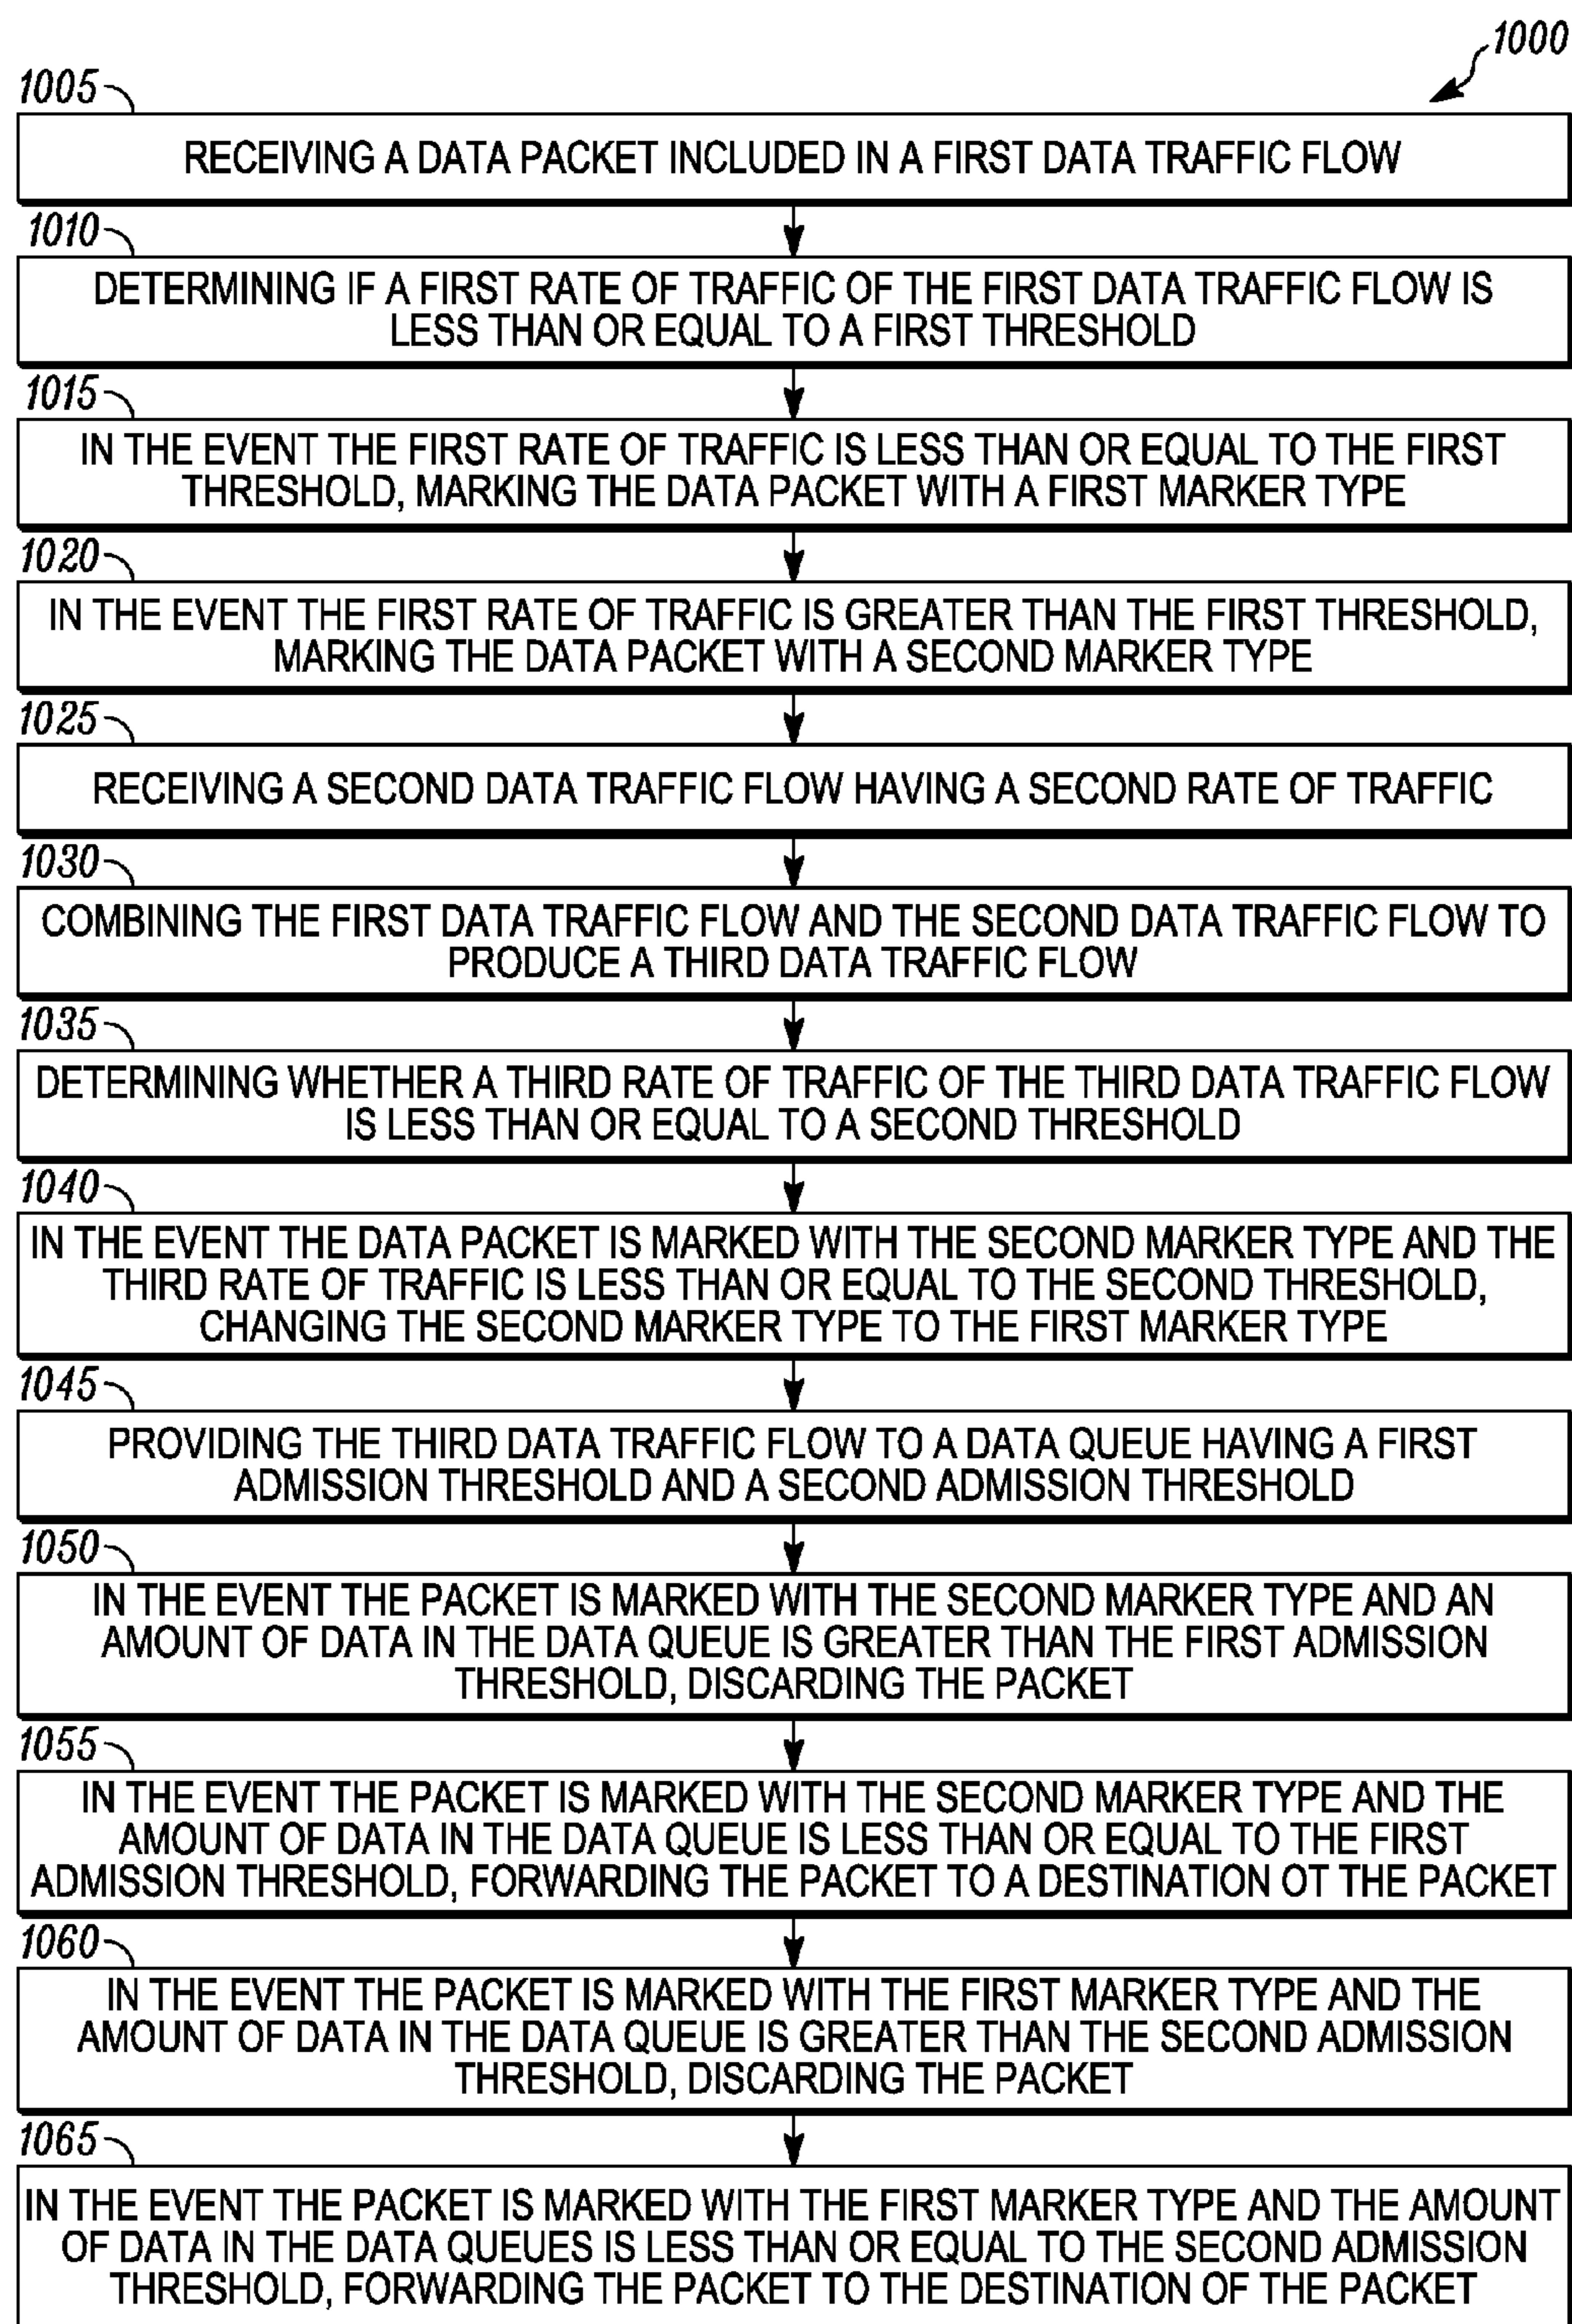 1000
1005
RECEIVING A DATA PACKET INCLUDED IN A FIRST DATA TRAFFIC FLOW
1010
DETERMINING IF A FIRST RATE OF TRAFFIC OF THE FIRST DATA TRAFFIC FLOW IS
LESS THAN OR EQUAL TO A FIRST THRESHOLD
1015
IN THE EVENT THE FIRST RATE OF TRAFFIC IS LESS THAN OR EQUAL TO THE FIRST
THRESHOLD, MARKING THE DATA PACKET WITH A FIRST MARKER TYPE
1020
IN THE EVENT THE FIRST RATE OF TRAFFIC IS GREATER THAN THE FIRST THRESHOLD,
MARKING THE DATA PACKET WITH A SECOND MARKER TYPE
1025
RECEIVING A SECOND DATA TRAFFIC FLOW HAVING A SECOND RATE OF TRAFFIC
1030
COMBINING THE FIRST DATA TRAFFIC FLOW AND THE SECOND DATA TRAFFIC FLOW TO
PRODUCE A THIRD DATA TRAFFIC FLOW
1035
DETERMINING WHETHER A THIRD RATE OF TRAFFIC OF THE THIRD DATA TRAFFIC FLOW
IS LESS THAN OR EQUAL TO A SECOND THRESHOLD
1040
IN THE EVENT THE DATA PACKET IS MARKED WITH THE SECOND MARKER TYPE AND THE
THIRD RATE OF TRAFFIC IS LESS THAN OR EQUAL TO THE SECOND THRESHOLD,
CHANGING THE SECOND MARKER TYPE TO THE FIRST MARKER TYPE
1045
PROVIDING THE THIRD DATA TRAFFIC FLOW TO A DATA QUEUE HAVING A FIRST
ADMISSION THRESHOLD AND A SECOND ADMISSION THRESHOLD
1050
IN THE EVENT THE PACKET IS MARKED WITH THE SECOND MARKER TYPE AND AN
AMOUNT OF DATA IN THE DATA QUEUE IS GREATER THAN THE FIRST ADMISSION
THRESHOLD, DISCARDING THE PACKET
1055
IN THE EVENT THE PACKET IS MARKED WITH THE SECOND MARKER TYPE AND THE
AMOUNT OF DATA IN THE DATA QUEUE IS LESS THAN OR EQUAL TO THE FIRST
ADMISSION THRESHOLD, FORWARDING THE PACKET TO A DESTINATION OT THE PACKET
1060
IN THE EVENT THE PACKET IS MARKED WITH THE FIRST MARKER TYPE AND THE
AMOUNT OF DATA IN THE DATA QUEUE IS GREATER THAN THE SECOND ADMISSION
THRESHOLD, DISCARDING THE PACKET
1065
IN THE EVENT THE PACKET IS MARKED WITH THE FIRST MARKER TYPE AND THE AMOUNT
OF DATA IN THE DATA QUEUES IS LESS THAN OR EQUAL TO THE SECOND ADMISSION
THRESHOLD, FORWARDING THE PACKET TO THE DESTINATION OF THE PACKET